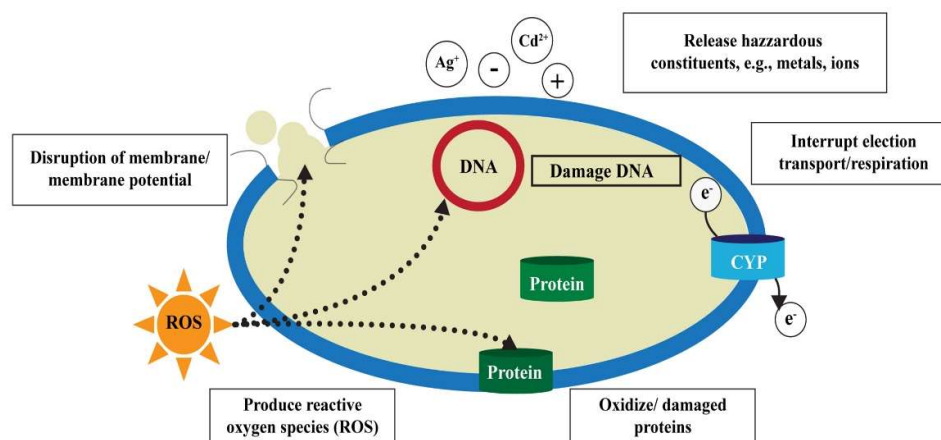 Cd²⁺
Ag⁺
-
+
Release hazzardous
constituents, e.g., metals, ions
Disruption of membrane/
membrane potential
DNA
Damage DNA
Interrupt election
transport/respiration
e⁻
CYP
Protein
e⁻
ROS
Protein
Produce reactive
oxygen species (ROS)
Oxidize/ damaged
proteins